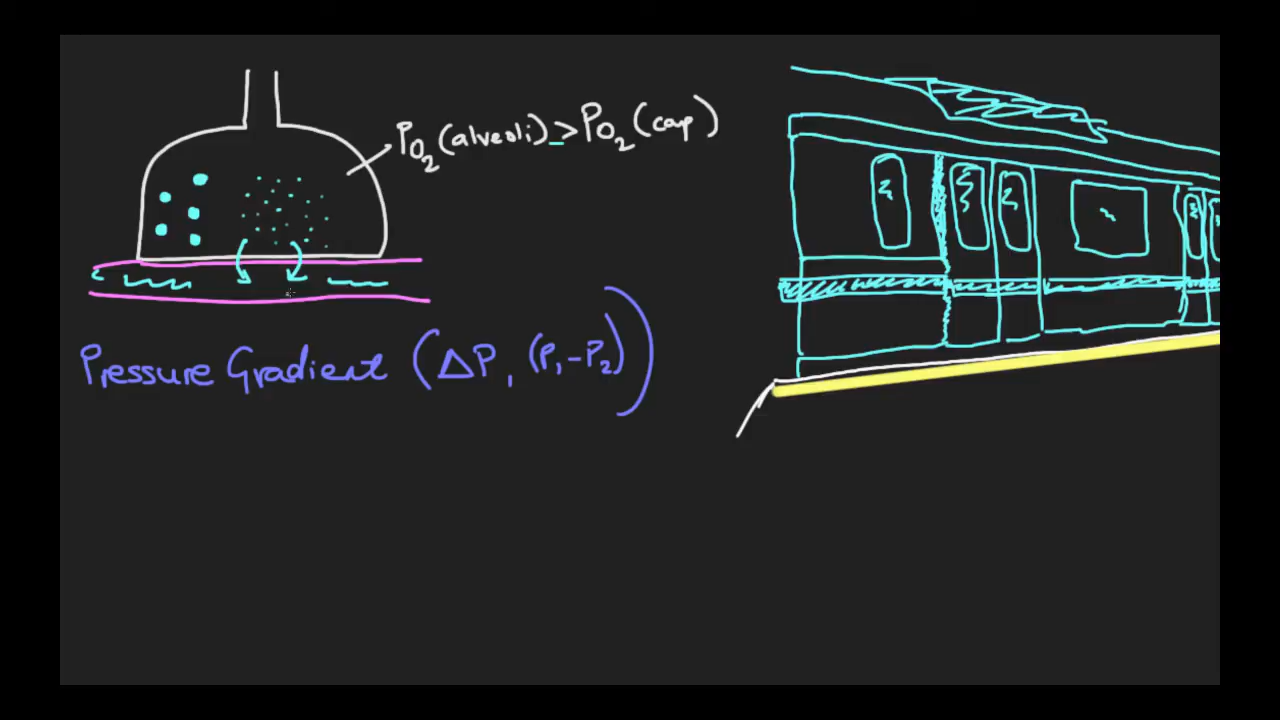 PO₂(alveoli) > PO₂(cap)
Pressure Gradient (ΔP, (P₁-P₂))